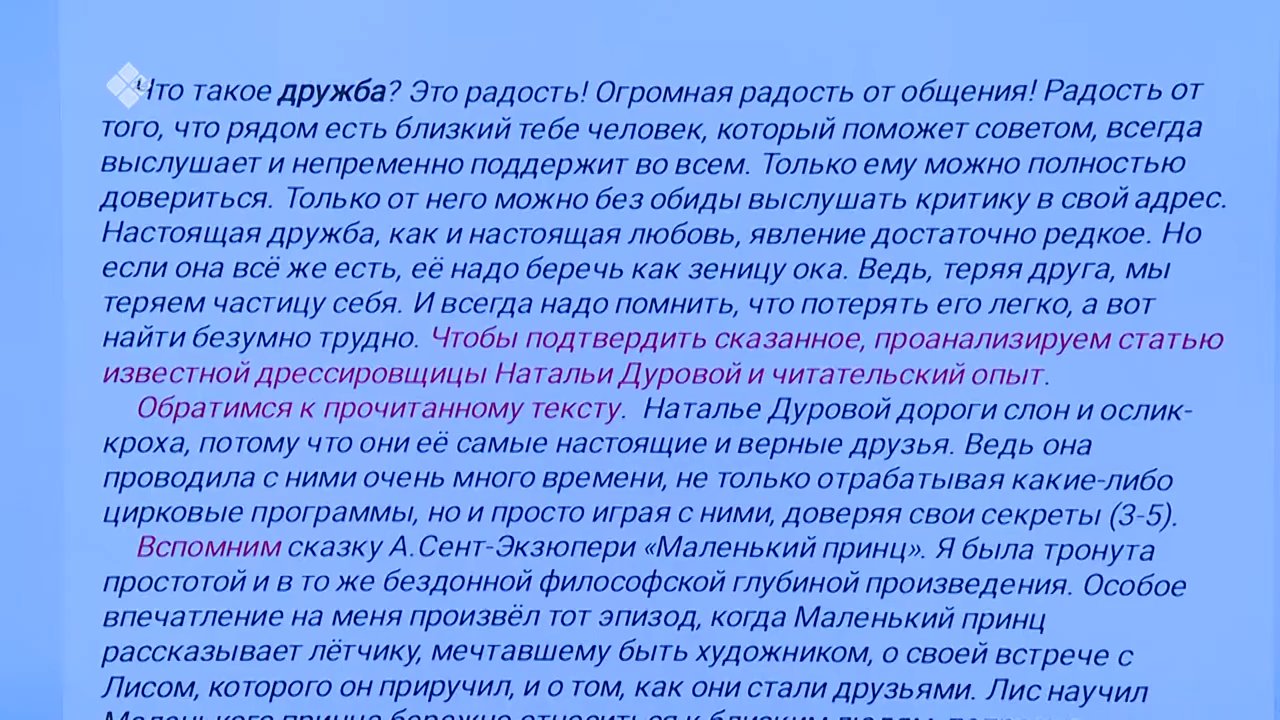 Что такое дружба? Это радость! Огромная радость от общения! Радость от
того, что рядом есть близкий тебе человек, который поможет советом, всегда
выслушает и непременно поддержит во всем. Только ему можно полностью
довериться. Только от него можно без обиды выслушать критику в свой адрес.
Настоящая дружба, как и настоящая любовь, явление достаточно редкое. Но
если она всё же есть, её надо беречь как зеницу ока. Ведь, теряя друга, мы
теряем частицу себя. И всегда надо помнить, что потерять его легко, а вот
найти безумно трудно. Чтобы подтвердить сказанное, проанализируем статью
известной дрессировщицы Натальи Дуровой и читательский опыт.
Обратимся к прочитанному тексту. Наталье Дуровой дороги слон и ослик-
кроха, потому что они её самые настоящие и верные друзья. Ведь она
проводила с ними очень много времени, не только отрабатывая какие-либо
цирковые программы, но и просто играя с ними, доверяя свои секреты (3-5).
Вспомним сказку А.Сент-Экзюпери «Маленький принц». Я была тронута
простотой и в то же бездонной философской глубиной произведения. Особое
впечатление на меня произвёл тот эпизод, когда Маленький принц
рассказывает лётчику, мечтавшему быть художником, о своей встрече с
Лисом, которого он приручил, и о том, как они стали друзьями. Лис научил
Маленького принца бережно относиться к близким людям,